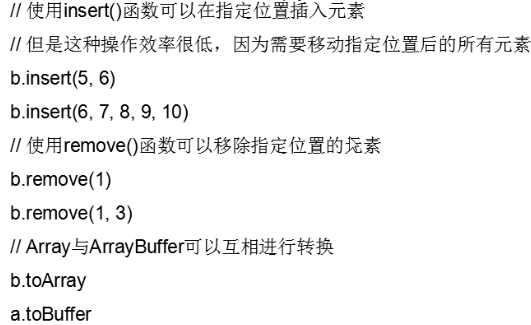 // 使用insert()函数可以在指定位置插入元素
// 但是这种操作效率很低，因为需要移动指定位置后的所有元素
b.insert(5, 6)
b.insert(6, 7, 8, 9, 10)
// 使用remove()函数可以移除指定位置的元素
b.remove(1)
b.remove(1, 3)
// Array与ArrayBuffer可以互相进行转换
b.toArray
a.toBuffer